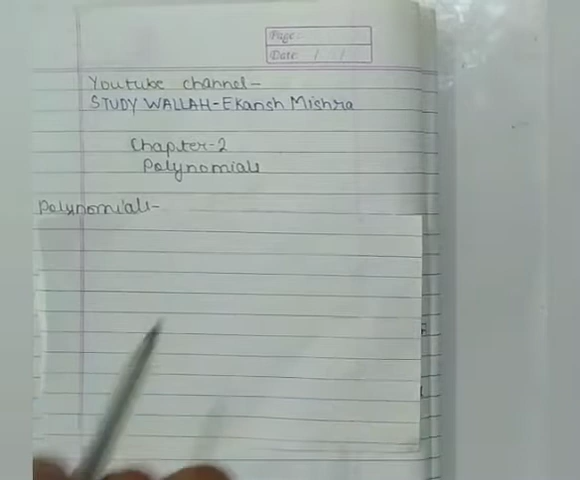 Page:
Date: / /
Youtube channel-
STUDY WALLAH-Ekansh Mishra
Chapter-2
Polynomials
Polynomials-